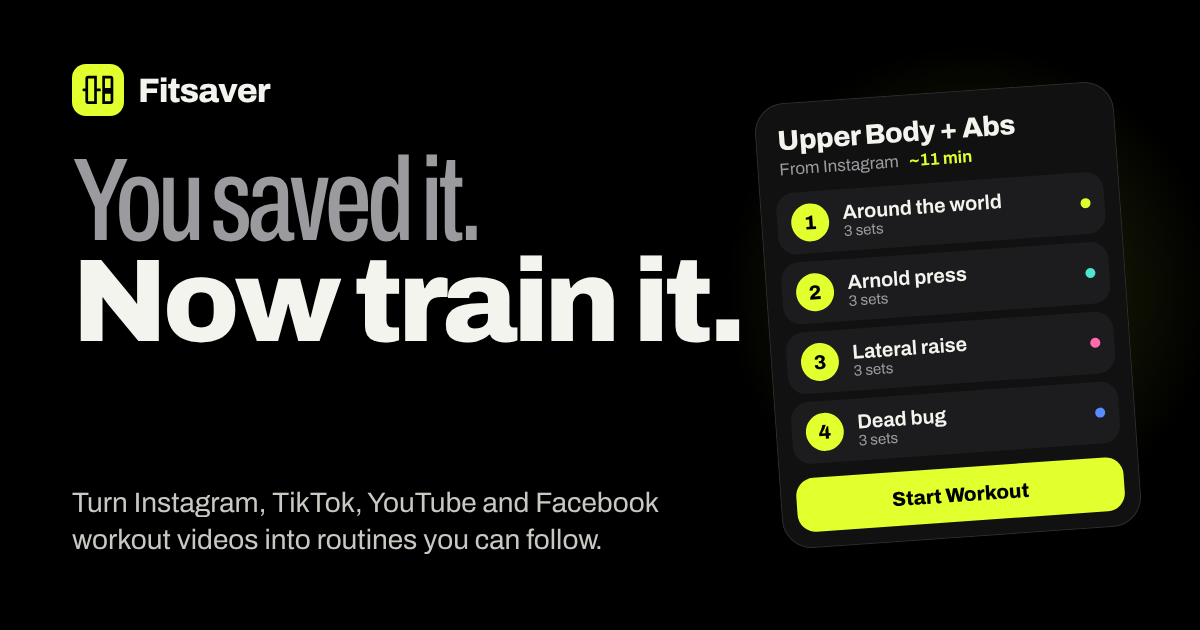 Fitsaver
You saved it.
Now train it.
Turn Instagram, TikTok, YouTube and Facebook
workout videos into routines you can follow.
Upper Body + Abs
From Instagram ~11 min
1 Around the world
3 sets
2 Arnold press
3 sets
3 Lateral raise
3 sets
4 Dead bug
3 sets
Start Workout